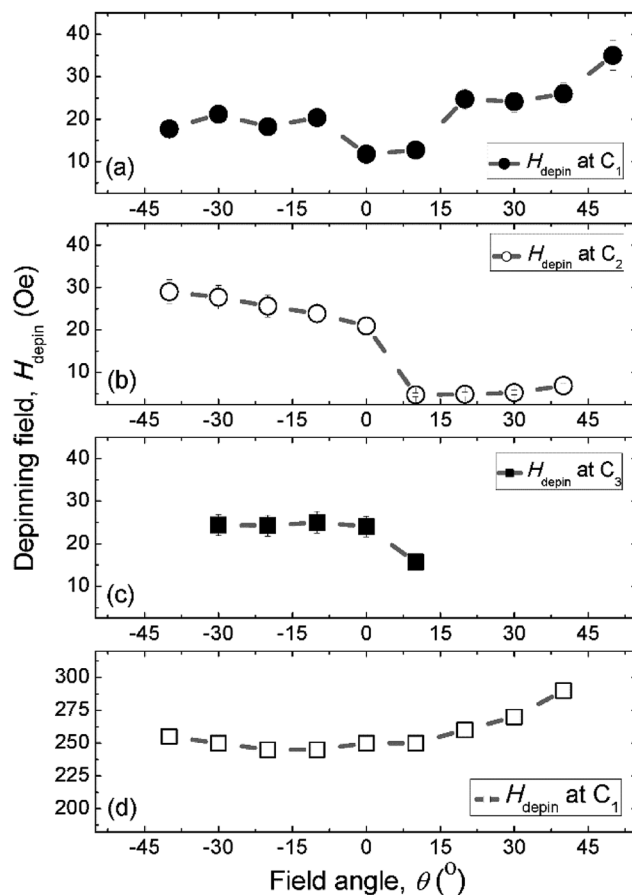 40
30
20
10
(a)
H_depin at C_1
-45 -30 -15 0 15 30 45
40
30
20
10
(b)
H_depin at C_2
-45 -30 -15 0 15 30 45
40
30
20
10
(c)
H_depin at C_3
-45 -30 -15 0 15 30 45
300
275
250
225
200
(d)
H_depin at C_1
-45 -30 -15 0 15 30 45
Depinning field, H_depin (Oe)
Field angle, θ (°)